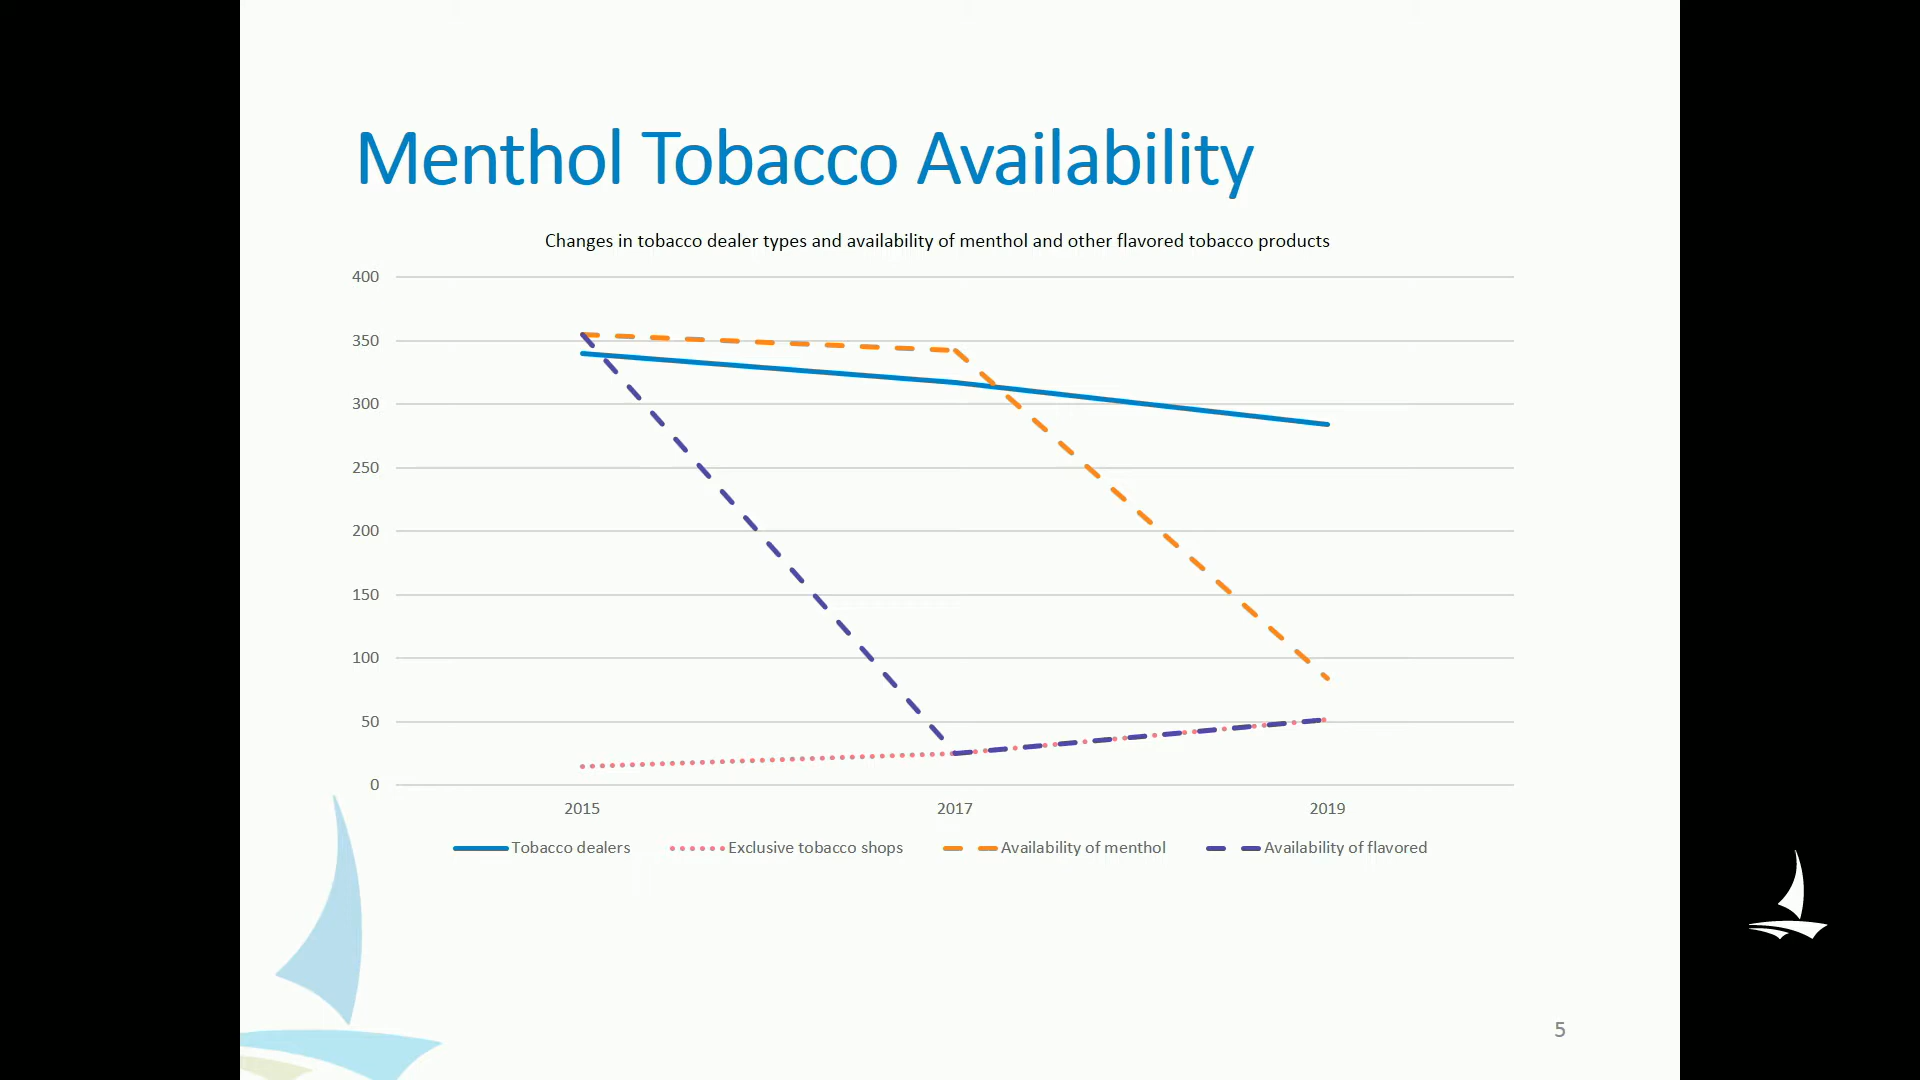 Menthol Tobacco Availability
Changes in tobacco dealer types and availability of menthol and other flavored tobacco products
400
350
300
250
200
150
100
50
0
2015 2017 2019
Tobacco dealers Exclusive tobacco shops Availability of menthol Availability of flavored
5